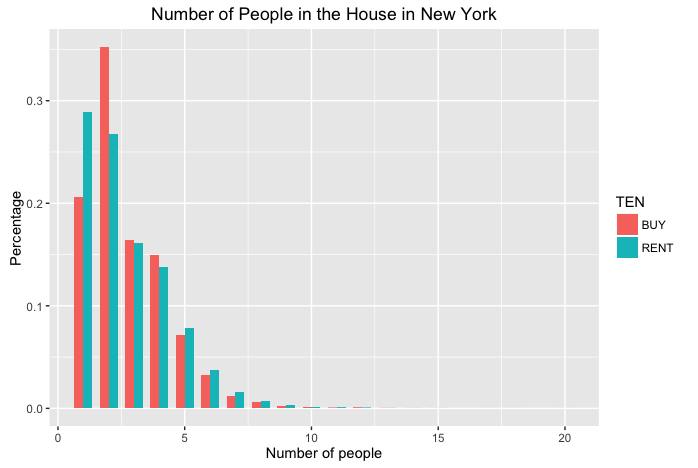 Number of People in the House in New York
Percentage
0.3
0.2
0.1
0.0
0 5 10 15 20
Number of people
TEN
BUY
RENT